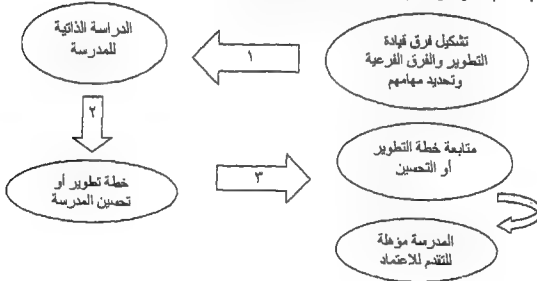 تشكيل فرق قيادة
التطوير والفرق الفرعية
وتحديد مهامهم
١
الدراسة الذاتية
للمدرسة
٢
خطة تطوير أو
تحسين المدرسة
٣
متابعة خطة التطوير
أو التحسين
المدرسة مؤهلة
للتقدم للاعتماد